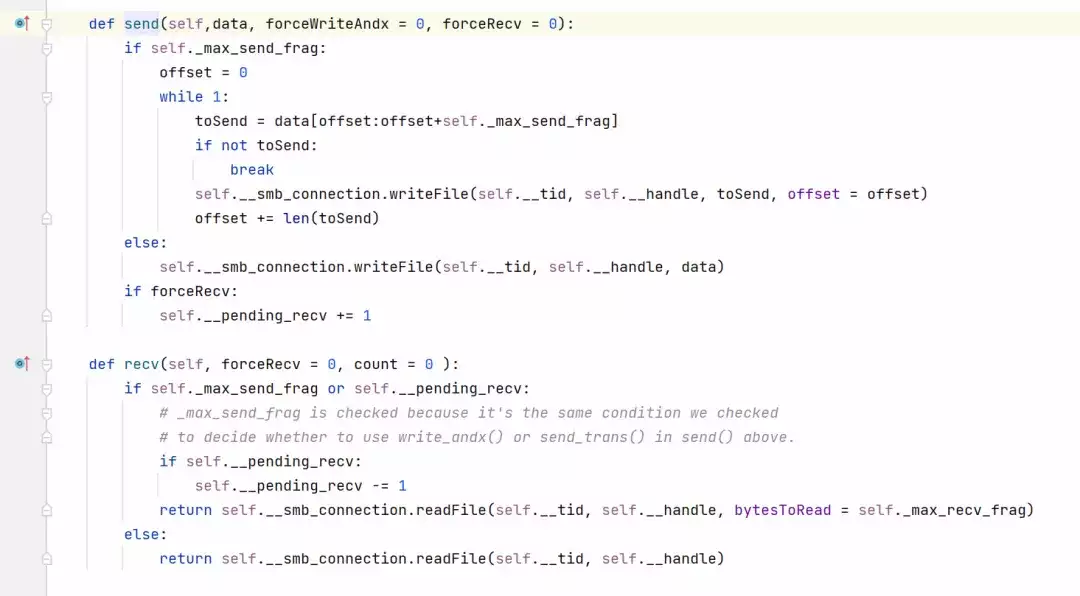 def send(self,data, forceWriteAndx = 0, forceRecv = 0):
    if self._max_send_frag:
        offset = 0
        while 1:
            toSend = data[offset:offset+self._max_send_frag]
            if not toSend:
                break
            self.__smb_connection.writeFile(self.__tid, self.__handle, toSend, offset = offset)
            offset += len(toSend)
    else:
        self.__smb_connection.writeFile(self.__tid, self.__handle, data)
    if forceRecv:
        self.__pending_recv += 1

def recv(self, forceRecv = 0, count = 0 ):
    if self._max_send_frag or self.__pending_recv:
        # _max_send_frag is checked because it's the same condition we checked
        # to decide whether to use write_andx() or send_trans() in send() above.
        if self.__pending_recv:
            self.__pending_recv -= 1
        return self.__smb_connection.readFile(self.__tid, self.__handle, bytesToRead = self._max_recv_frag)
    else:
        return self.__smb_connection.readFile(self.__tid, self.__handle)